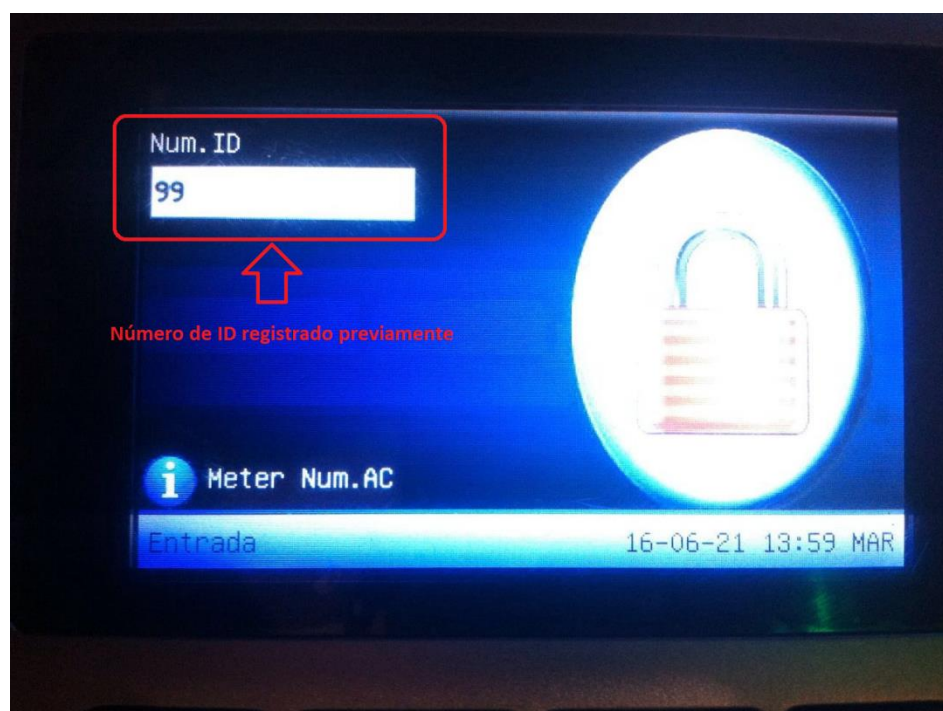 Num.ID
99
Número de ID registrado previamente
Meter Num.AC
Entrada 16-06-21 13:59 MAR